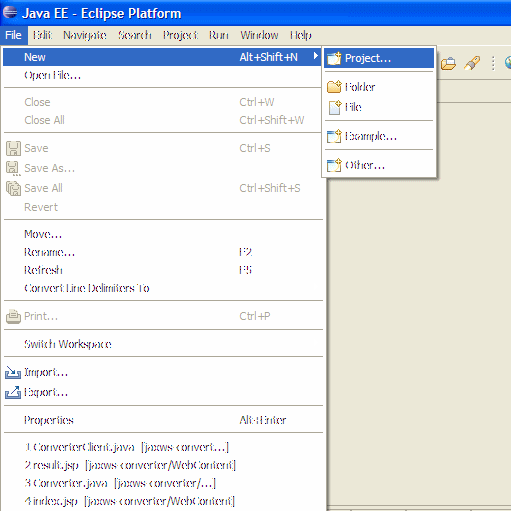 Java EE - Eclipse Platform
File Edit Navigate Search Project Run Window Help
New Alt+Shift+N
Open File...
Close Ctrl+W
Close All Ctrl+Shift+W
Save Ctrl+S
Save As...
Save All Ctrl+Shift+S
Revert
Move...
Rename... F2
Refresh F5
Convert Line Delimiters To
Print... Ctrl+P
Switch Workspace
Import...
Export...
Properties Alt+Enter
1 ConverterClient.java [jaxws-convert...]
2 result.jsp [jaxws-converter/WebContent]
3 Converter.java [jaxws-converter/...]
4 index.jsp [jaxws-converter/WebContent]
Project...
Folder
File
Example...
Other...